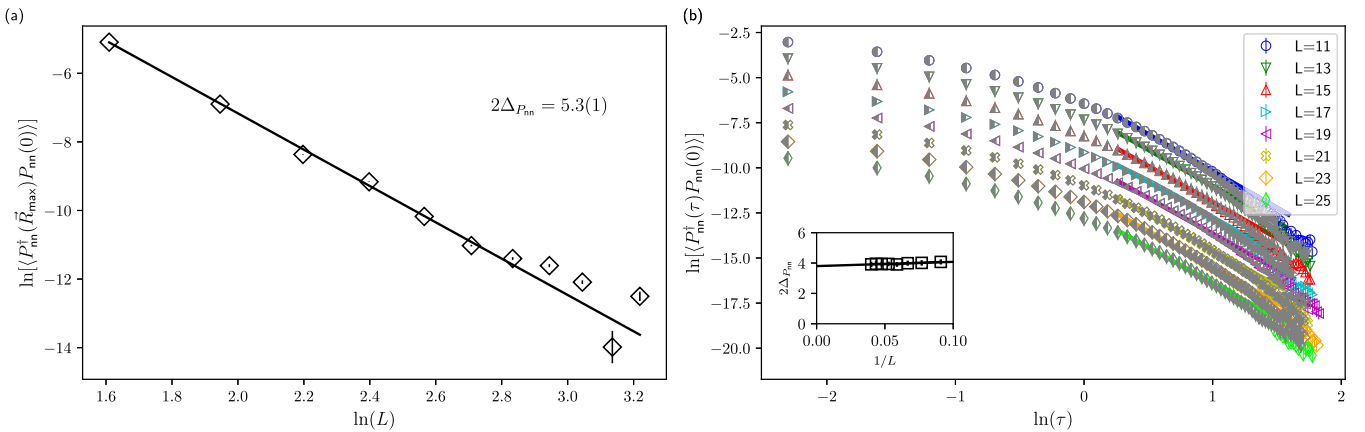 (a)
ln[⟨P†nn(R⃗max)Pnn(0)⟩]
−6
−8
−10
−12
−14
2ΔPnn = 5.3(1)
1.6
1.8
2.0
2.2
2.4
2.6
2.8
3.0
3.2
ln(L)
(b)
ln[⟨P†nn(τ)Pnn(0)⟩]
−2.5
−5.0
−7.5
−10.0
−12.5
−15.0
−17.5
−20.0
L=11
L=13
L=15
L=17
L=19
L=21
L=23
L=25
2ΔPnn
6
4
2
0
0.00
0.05
0.10
1/L
−2
−1
0
1
2
ln(τ)